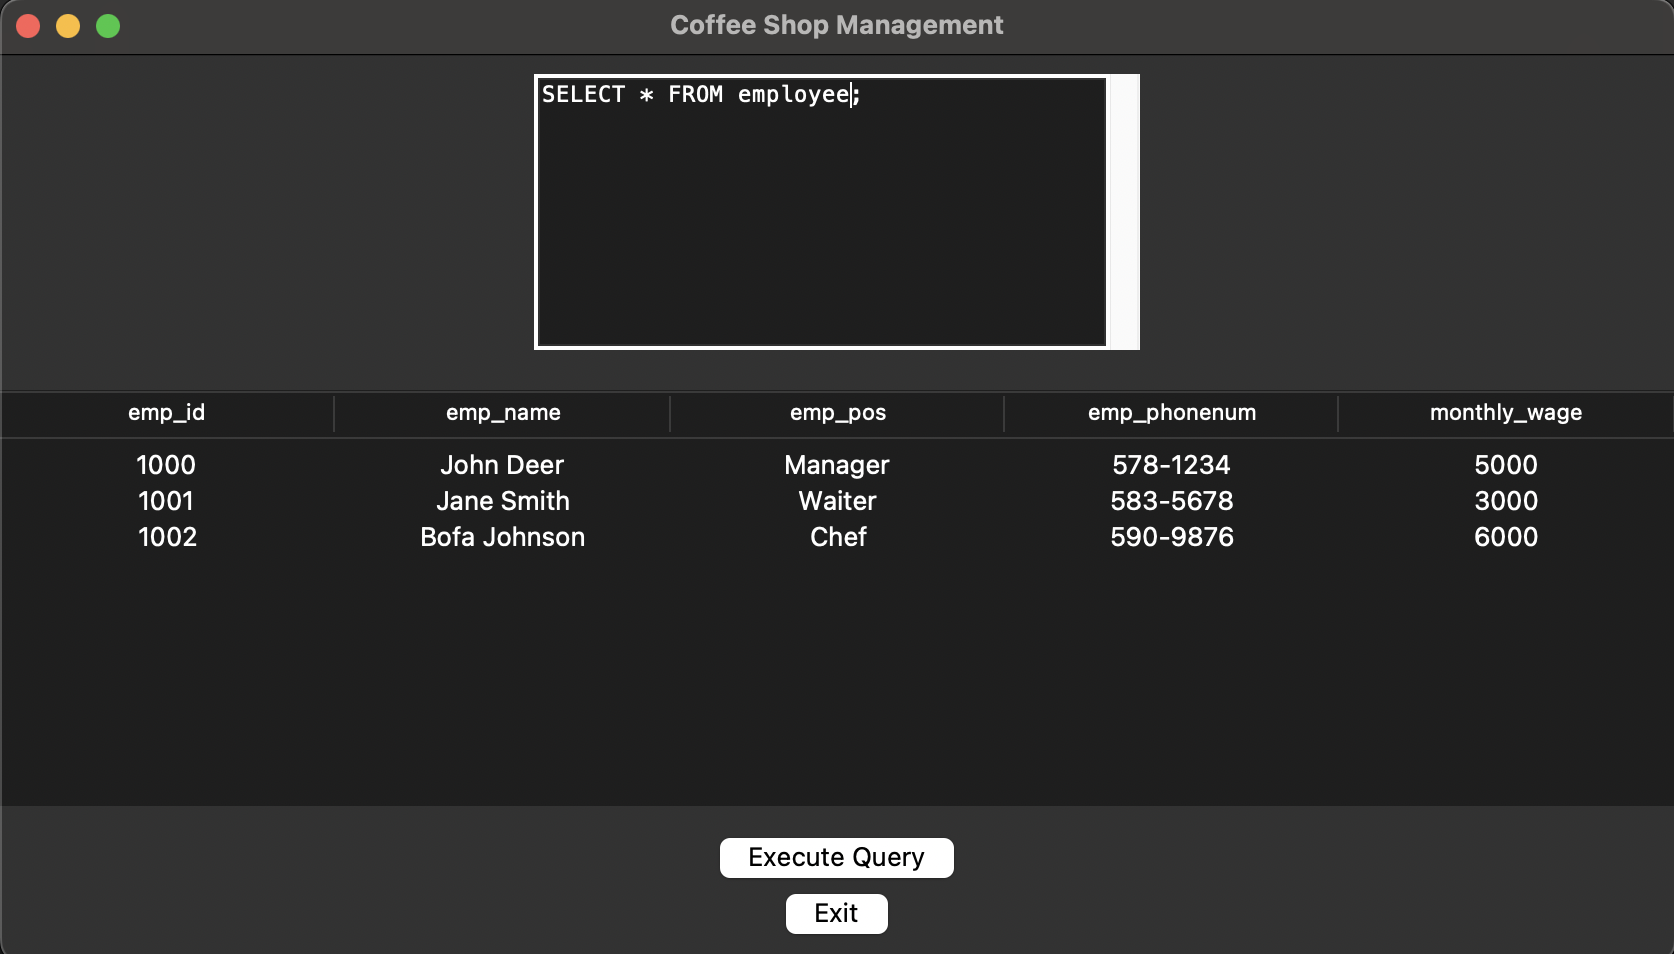 Coffee Shop Management
SELECT * FROM employee;
emp_id emp_name emp_pos emp_phonenum monthly_wage
1000 John Deer Manager 578-1234 5000
1001 Jane Smith Waiter 583-5678 3000
1002 Bofa Johnson Chef 590-9876 6000
Execute Query
Exit